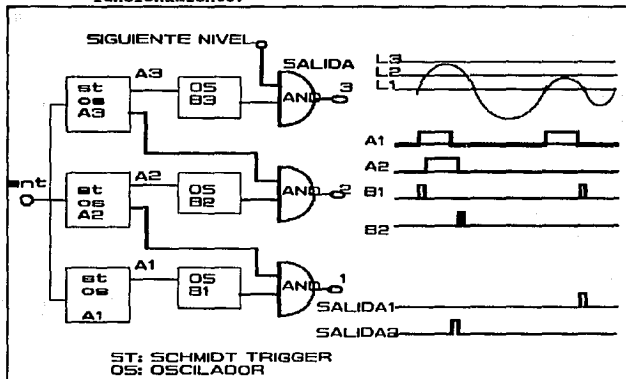 funcionamiento.
SIGUIENTE NIVEL
SALIDA
A3
st
os
A3
OS
B3
AND
3
ent
A2
st
os
A2
OS
B2
AND
2
A1
st
os
A1
OS
B1
AND
1
L3
L2
L1
A1
A2
B1
B2
SALIDA1
SALIDA2
ST: SCHMIDT TRIGGER
OS: OSCILADOR